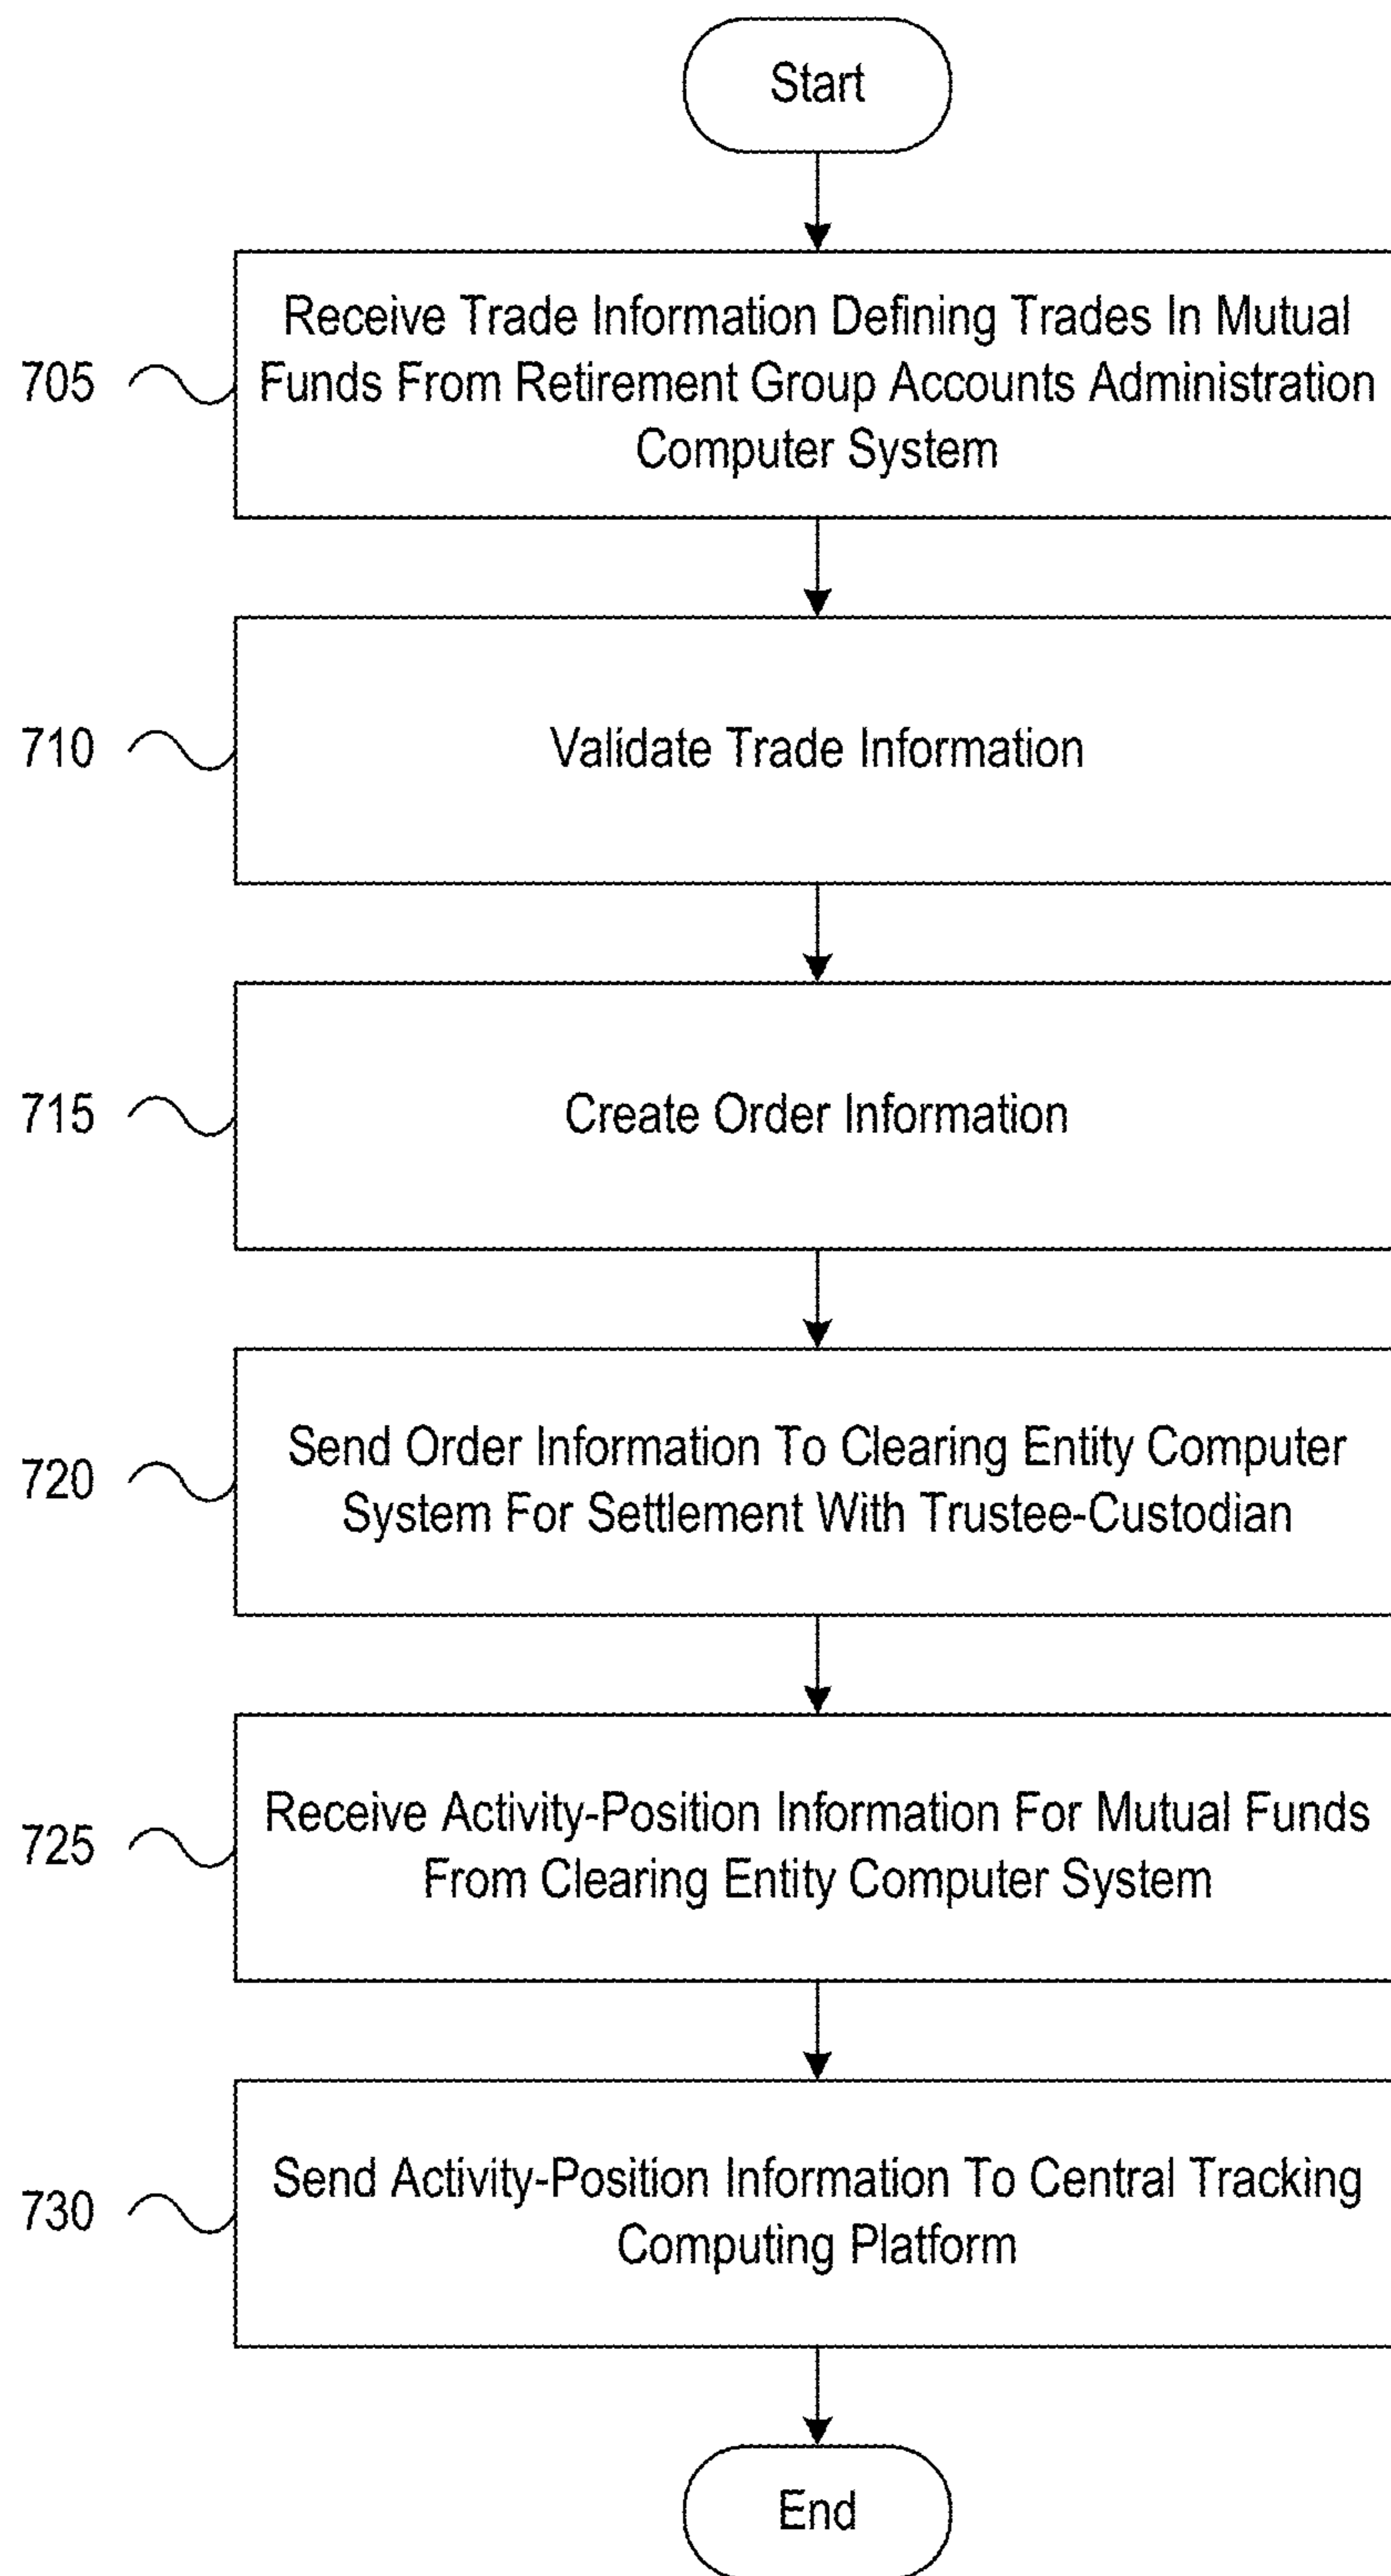 Start
705
Receive Trade Information Defining Trades In Mutual
Funds From Retirement Group Accounts Administration
Computer System
710
Validate Trade Information
715
Create Order Information
720
Send Order Information To Clearing Entity Computer
System For Settlement With Trustee-Custodian
725
Receive Activity-Position Information For Mutual Funds
From Clearing Entity Computer System
730
Send Activity-Position Information To Central Tracking
Computing Platform
End